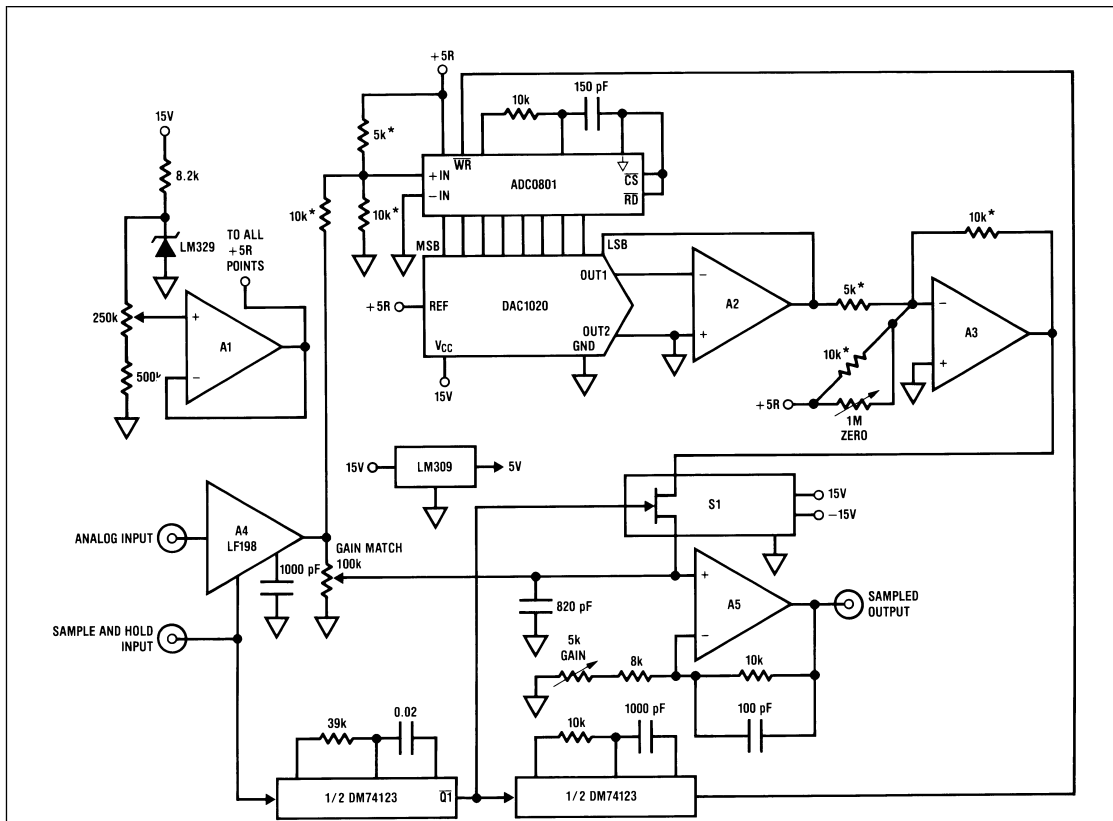 +5R
150 pF
10k
15V
5k*
8.2k
WR
+IN
ADC0801
CS
-IN
RD
10k*
10k*
TO ALL
+5R
POINTS
LM329
MSB
LSB
10k*
OUT1
250k
+
A1
-
+5R
REF
DAC1020
-
A2
+
5k*
-
A3
+
OUT2
VCC
GND
10k*
15V
+5R
1M
ZERO
15V
LM309
5V
S1
15V
-15V
ANALOG INPUT
A4
LF198
GAIN MATCH
100k
1000 pF
+
A5
-
SAMPLED
OUTPUT
820 pF
SAMPLE AND HOLD
INPUT
5k
GAIN
8k
10k
100 pF
39k
0.02
10k
1000 pF
1/2 DM74123
Q1
1/2 DM74123